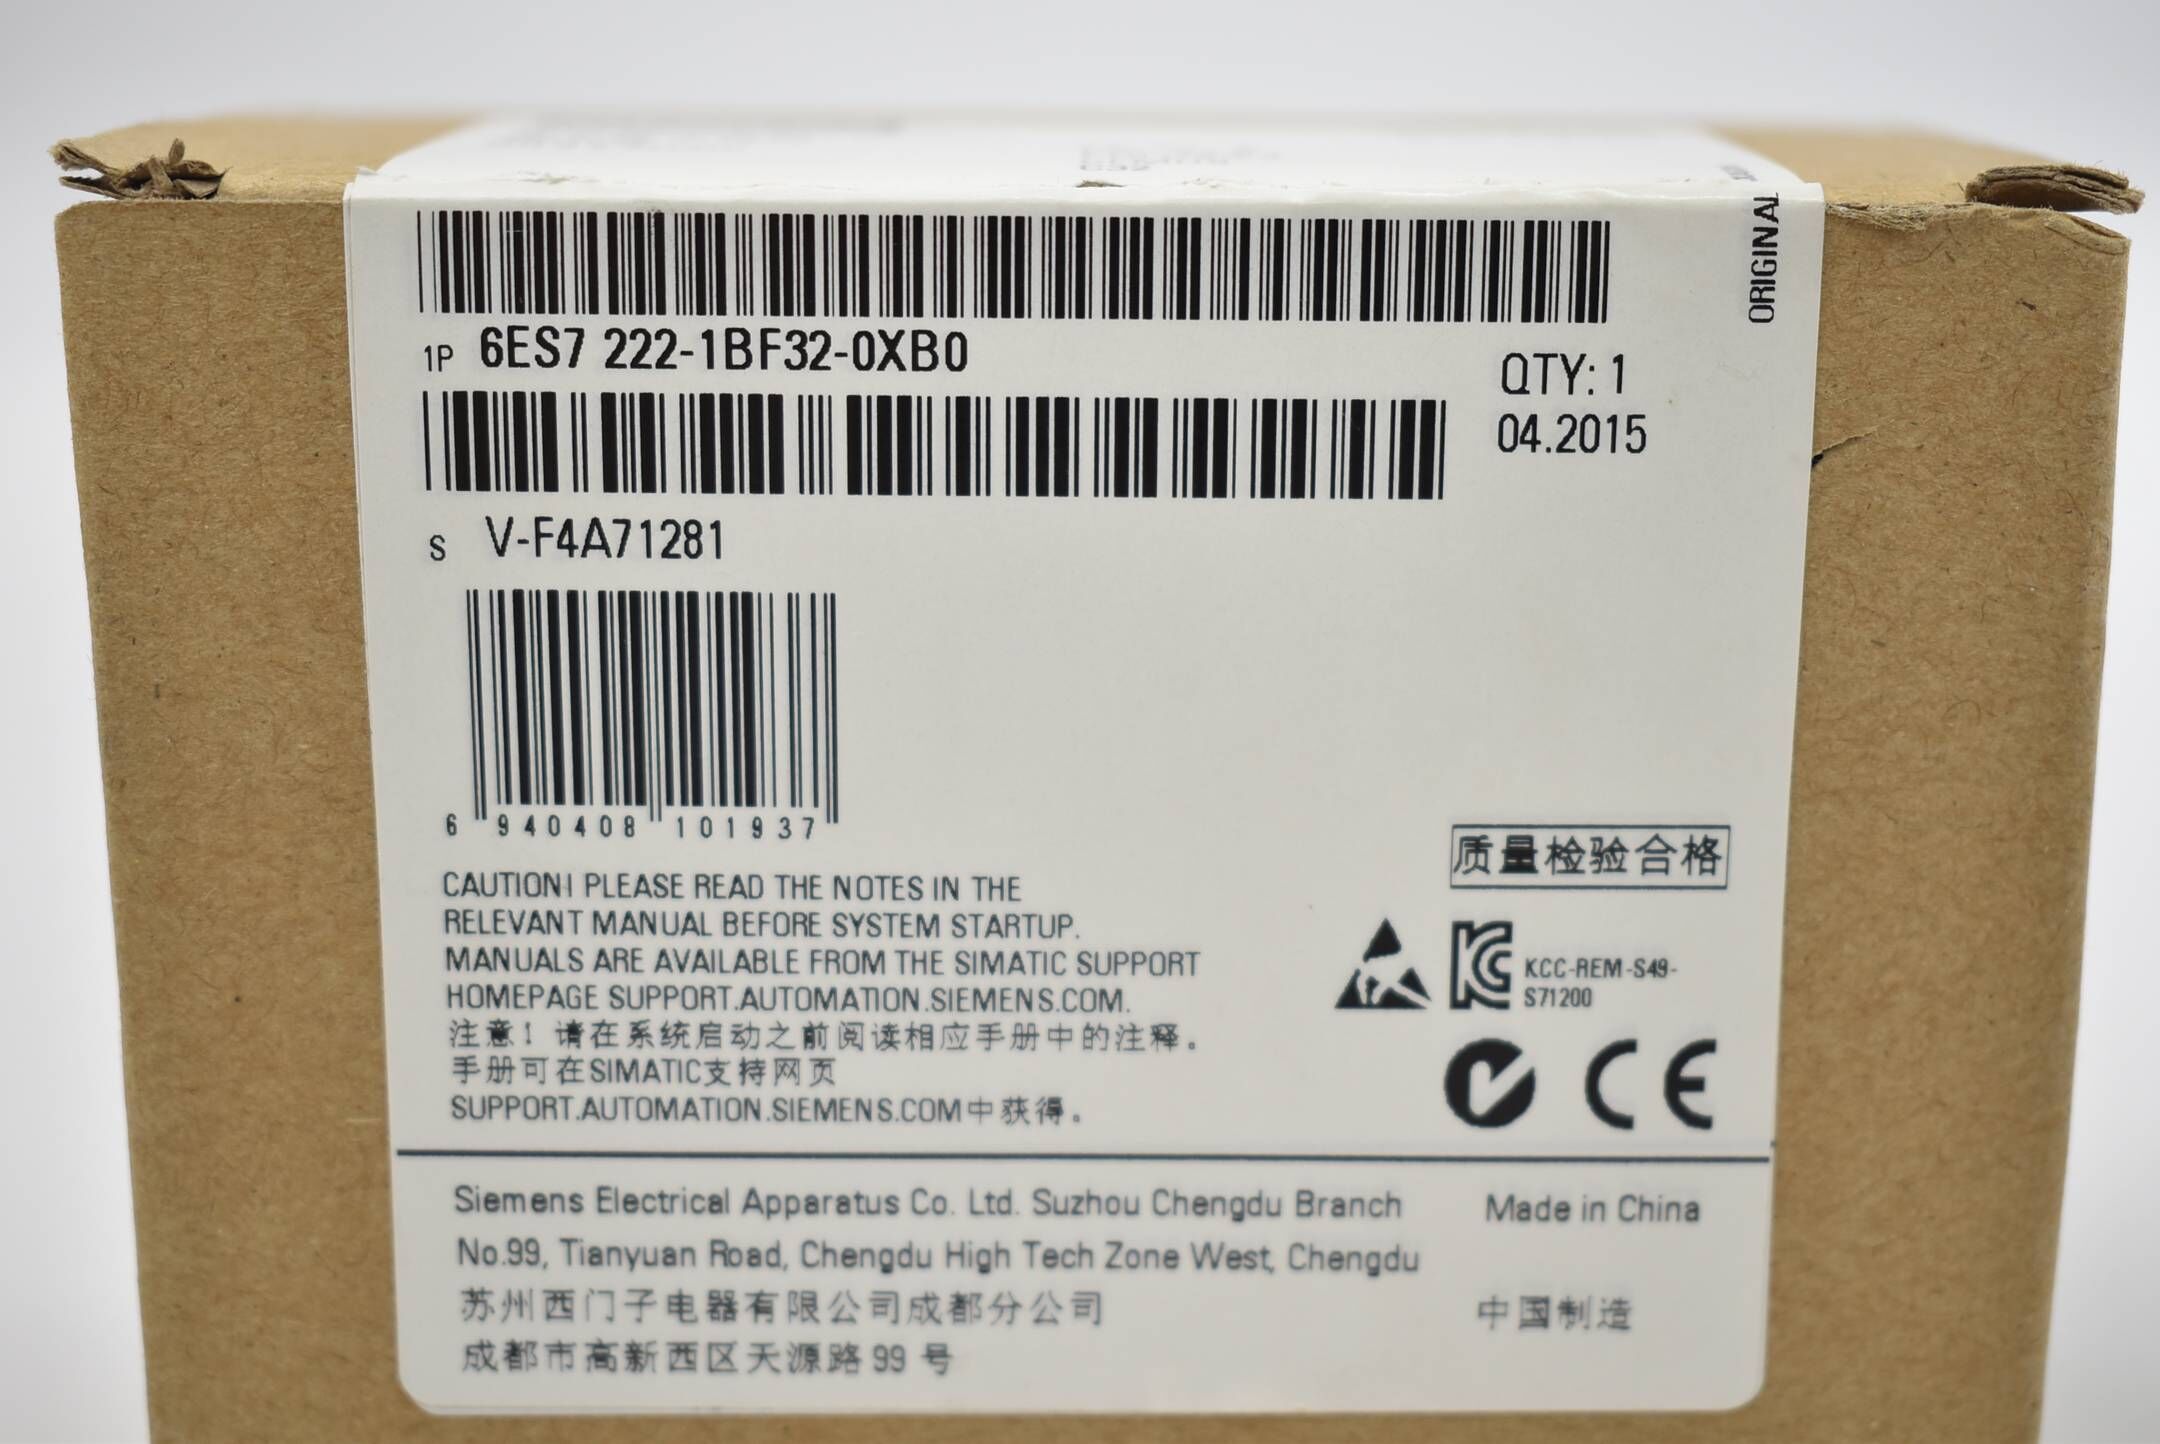 ORIGINAL
1P 6ES7 222-1BF32-0XB0
QTY: 1
04.2015
S V-F4A71281
6 940408 101937
CAUTION! PLEASE READ THE NOTES IN THE
RELEVANT MANUAL BEFORE SYSTEM STARTUP.
MANUALS ARE AVAILABLE FROM THE SIMATIC SUPPORT
HOMEPAGE SUPPORT.AUTOMATION.SIEMENS.COM.
注意！请在系统启动之前阅读相应手册中的注释。
手册可在SIMATIC支持网页
SUPPORT.AUTOMATION.SIEMENS.COM中获得。
质量检验合格
KCC-REM-S49-
S71200
CE
Siemens Electrical Apparatus Co. Ltd. Suzhou Chengdu Branch
Made in China
No.99, Tianyuan Road, Chengdu High Tech Zone West, Chengdu
苏州西门子电器有限公司成都分公司
中国制造
成都市高新西区天源路 99 号